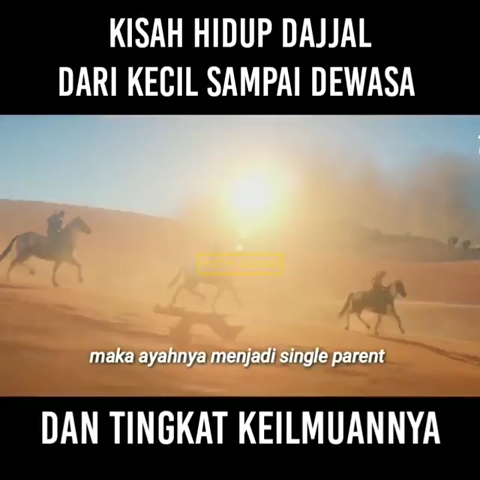 KISAH HIDUP DAJJAL
DARI KECIL SAMPAI DEWASA
maka ayahnya menjadi single parent
DAN TINGKAT KEILMUANNYA